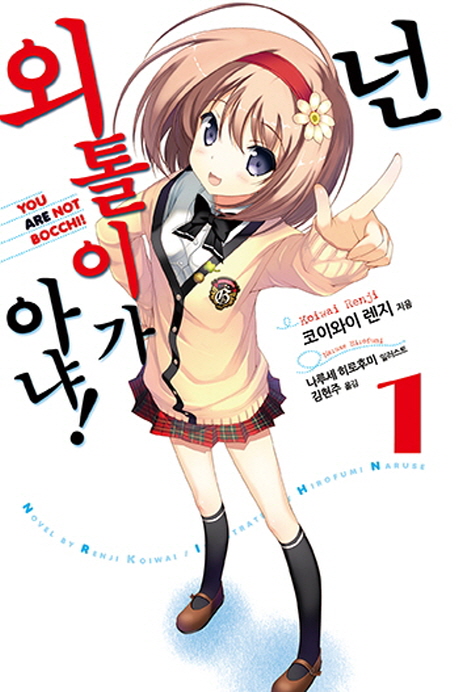 넌
외톨이가
아냐!
YOU
ARE NOT
BOCCHI!
Koiwai Renji
코이와이 렌지 지음
Naruse Hirofumi
나루세 히로후미 일러스트
김현주 옮김
1
NOVEL BY RENJI KOIWAI / ILLUSTRATION / HIROFUMI NARUSE